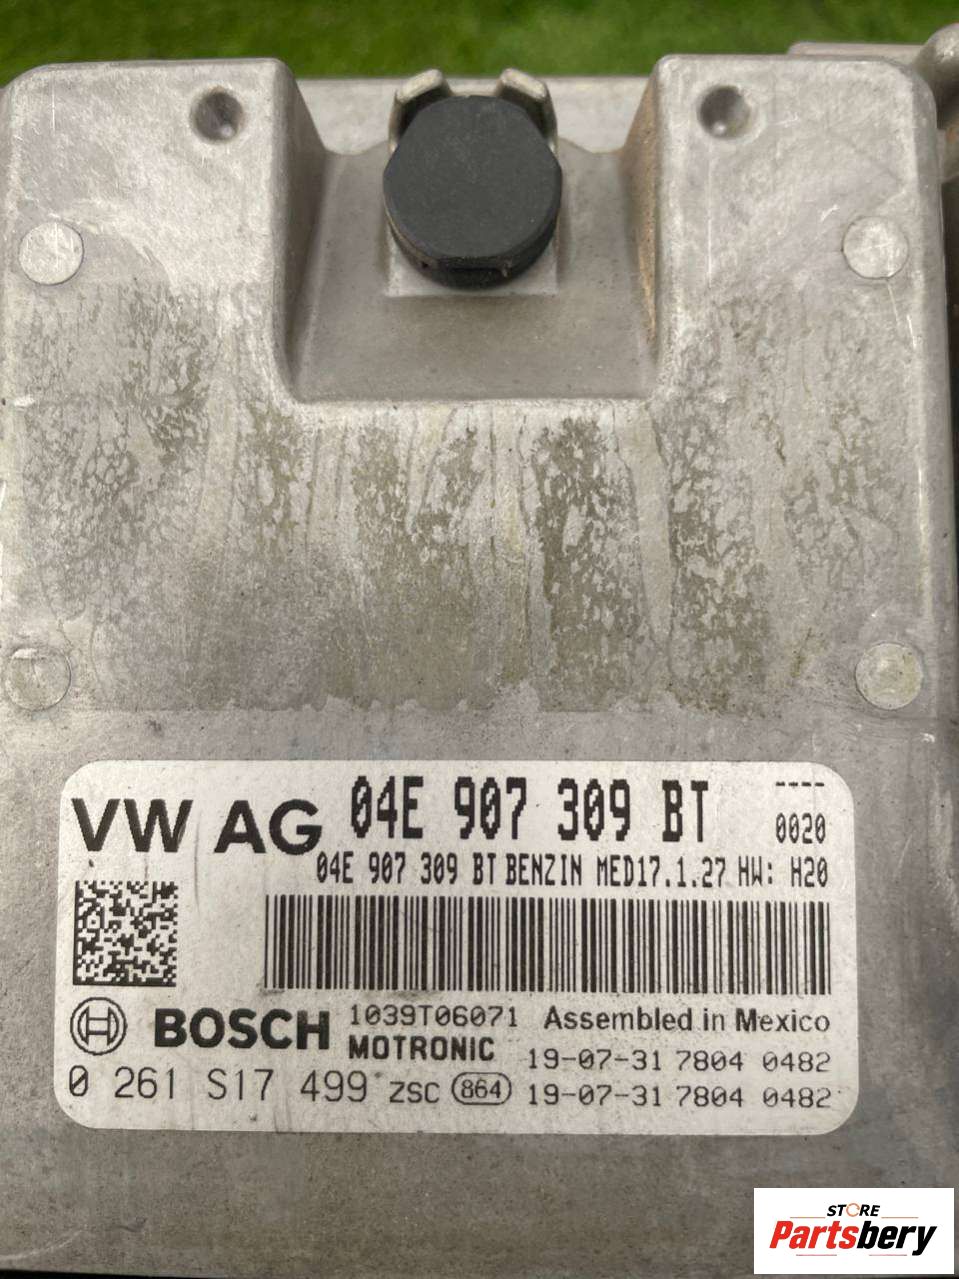 VW AG 04E 907 309 BT ----
0020
04E 907 309 BT BENZIN MED17.1.27 HW: H20
BOSCH 1039T06071 Assembled in Mexico
MOTRONIC 19-07-31 7804 0482
0 261 S17 499 ZSC 864 19-07-31 7804 0482
STORE
Partsbery